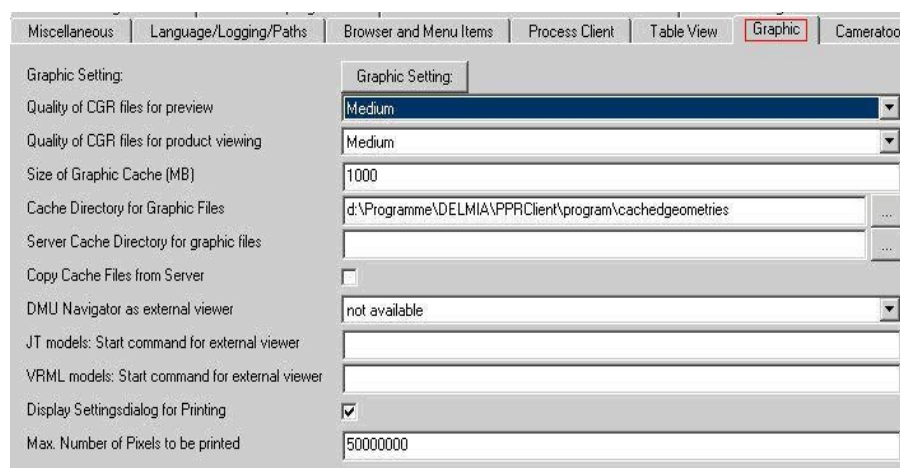 Miscellaneous Language/Logging/Paths Browser and Menu Items Process Client Table View Graphic Cameratoo
Graphic Setting: Graphic Setting:
Quality of CGR files for preview Medium
Quality of CGR files for product viewing Medium
Size of Graphic Cache (MB) 1000
Cache Directory for Graphic Files d:\Programme\DELMIA\PPRClient\program\cachedgeometries ...
Server Cache Directory for graphic files ...
Copy Cache Files from Server
DMU Navigator as external viewer not available
JT models: Start command for external viewer
VRML models: Start command for external viewer
Display Settingsdialog for Printing
Max. Number of Pixels to be printed 50000000